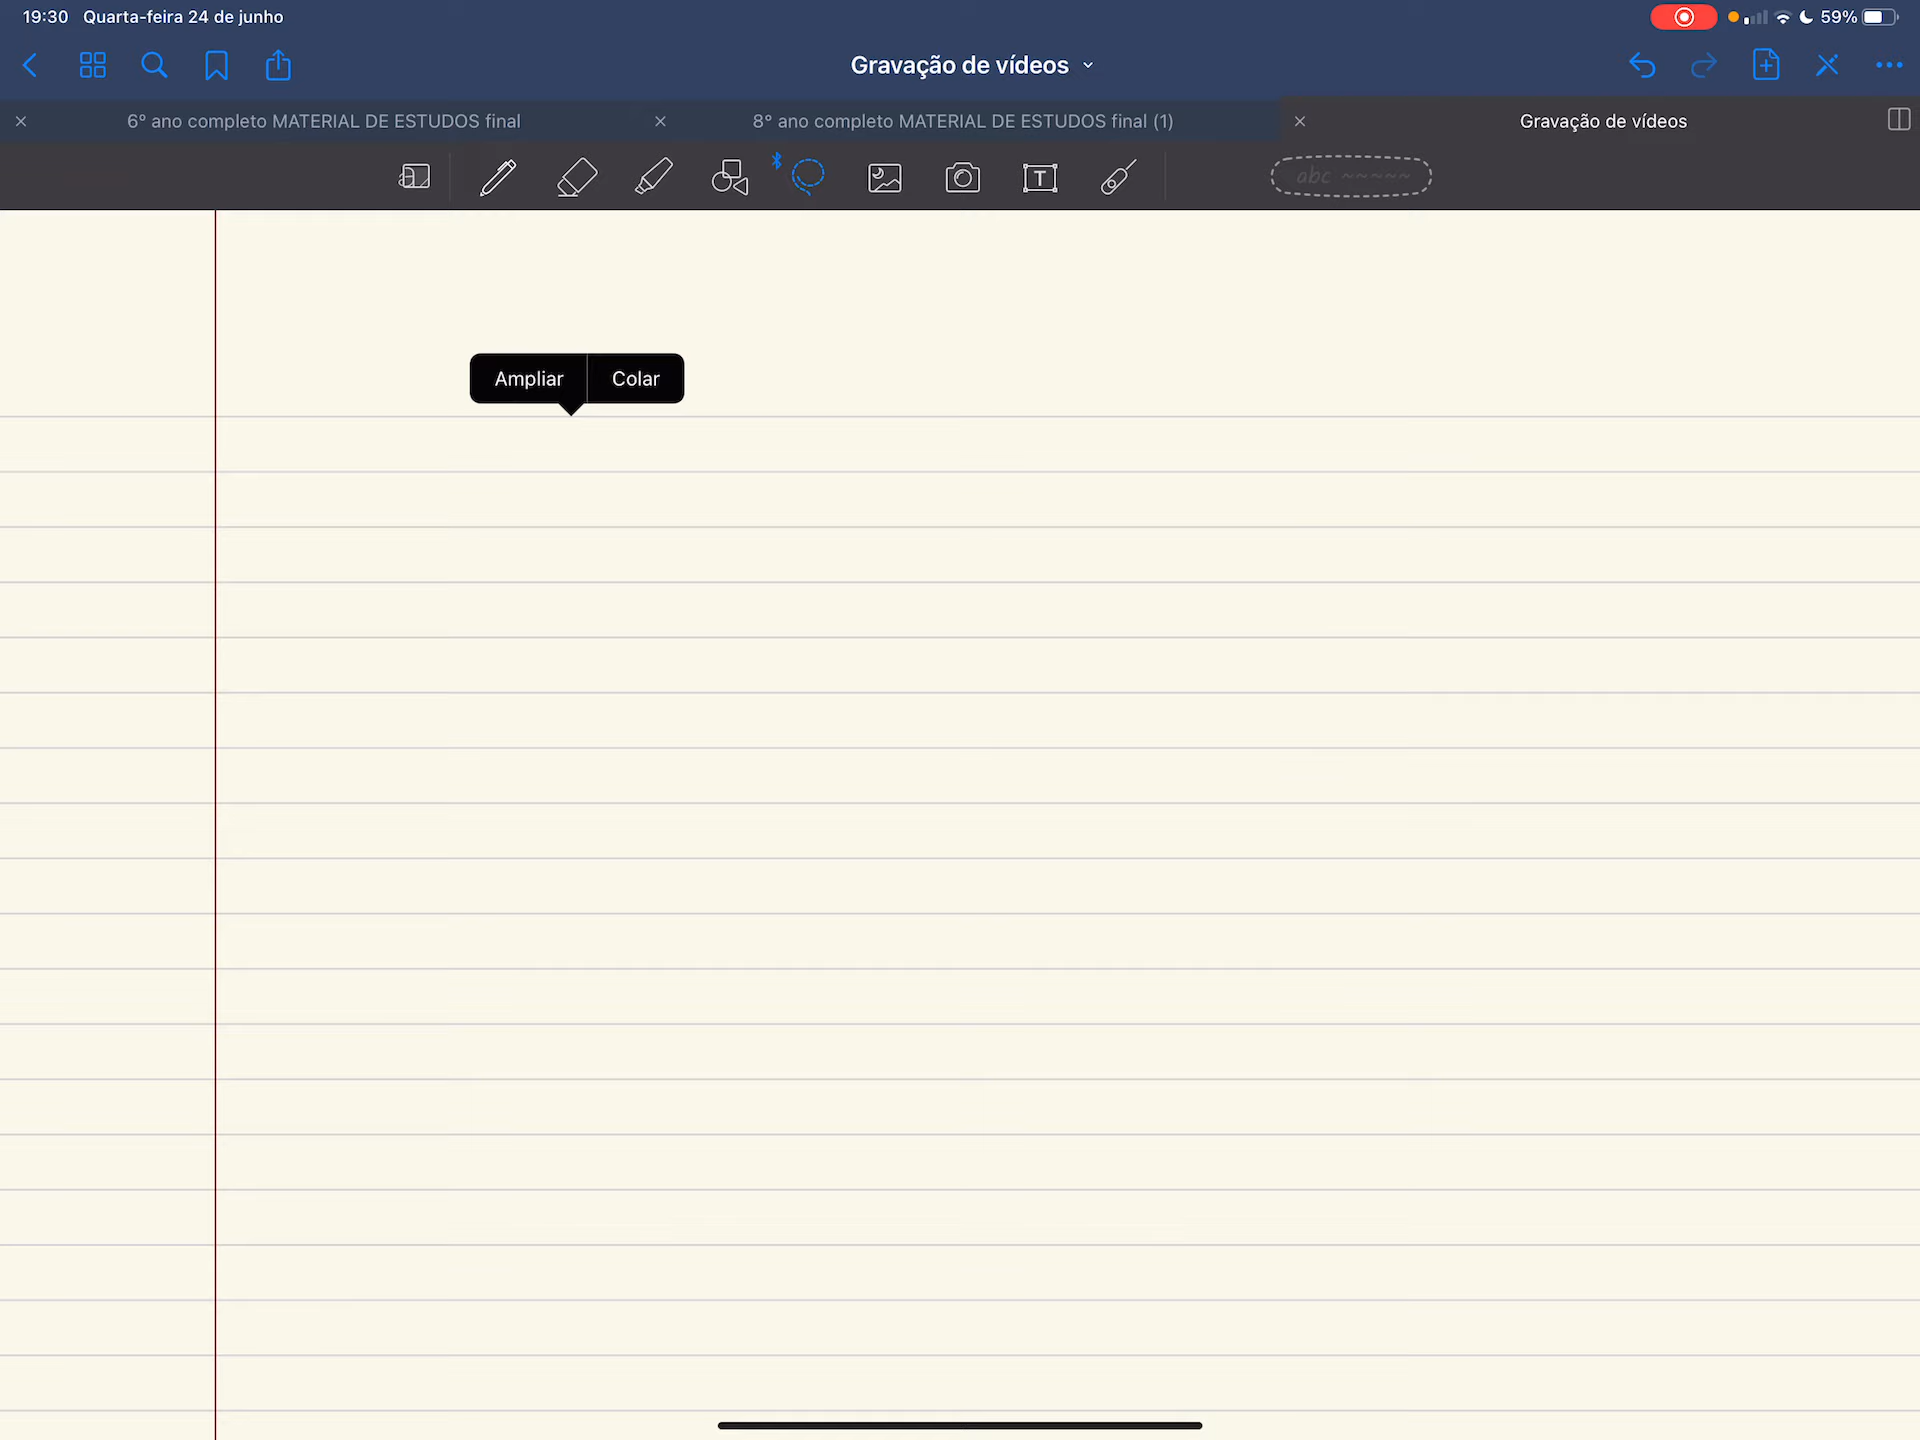 19:30 Quarta-feira 24 de junho 59%
Gravação de vídeos
6º ano completo MATERIAL DE ESTUDOS final
8º ano completo MATERIAL DE ESTUDOS final (1)
Gravação de vídeos
a
T
abc
Ampliar
Colar